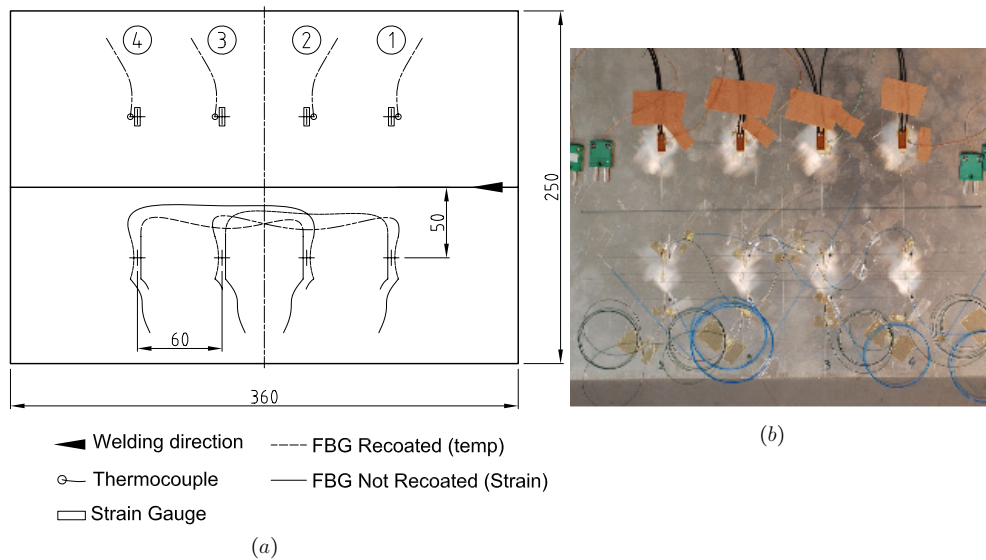 4 3 2 1
50
250
60
360
Welding direction
FBG Recoated (temp)
Thermocouple
FBG Not Recoated (Strain)
Strain Gauge
(a)
(b)